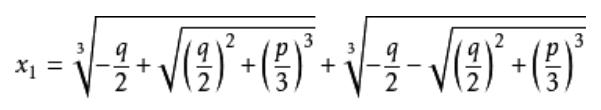 x₁ = ∛(-q/2 + √((q/2)² + (p/3)³)) + ∛(-q/2 - √((q/2)² + (p/3)³))